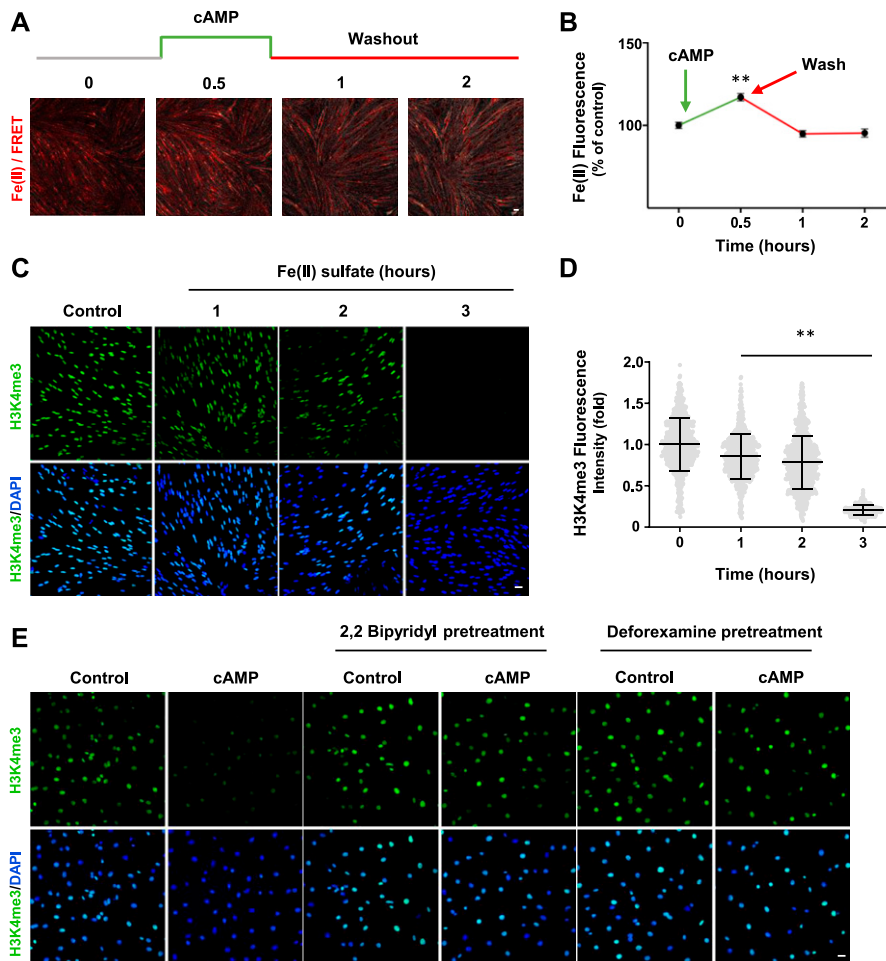 A
cAMP
Washout
0 0.5 1 2
Fe(II) / FRET
B
150
100
cAMP
**
Wash
Fe(II) Fluorescence
(% of control)
0 0.5 1 2
Time (hours)
C
Fe(II) sulfate (hours)
Control 1 2 3
H3K4me3
H3K4me3/DAPI
D
**
2.0
1.5
1.0
0.5
0
H3K4me3 Fluorescence
Intensity (fold)
0 1 2 3
Time (hours)
E
2,2 Bipyridyl pretreatment
Deforexamine pretreatment
Control cAMP Control cAMP Control cAMP
H3K4me3
H3K4me3/DAPI